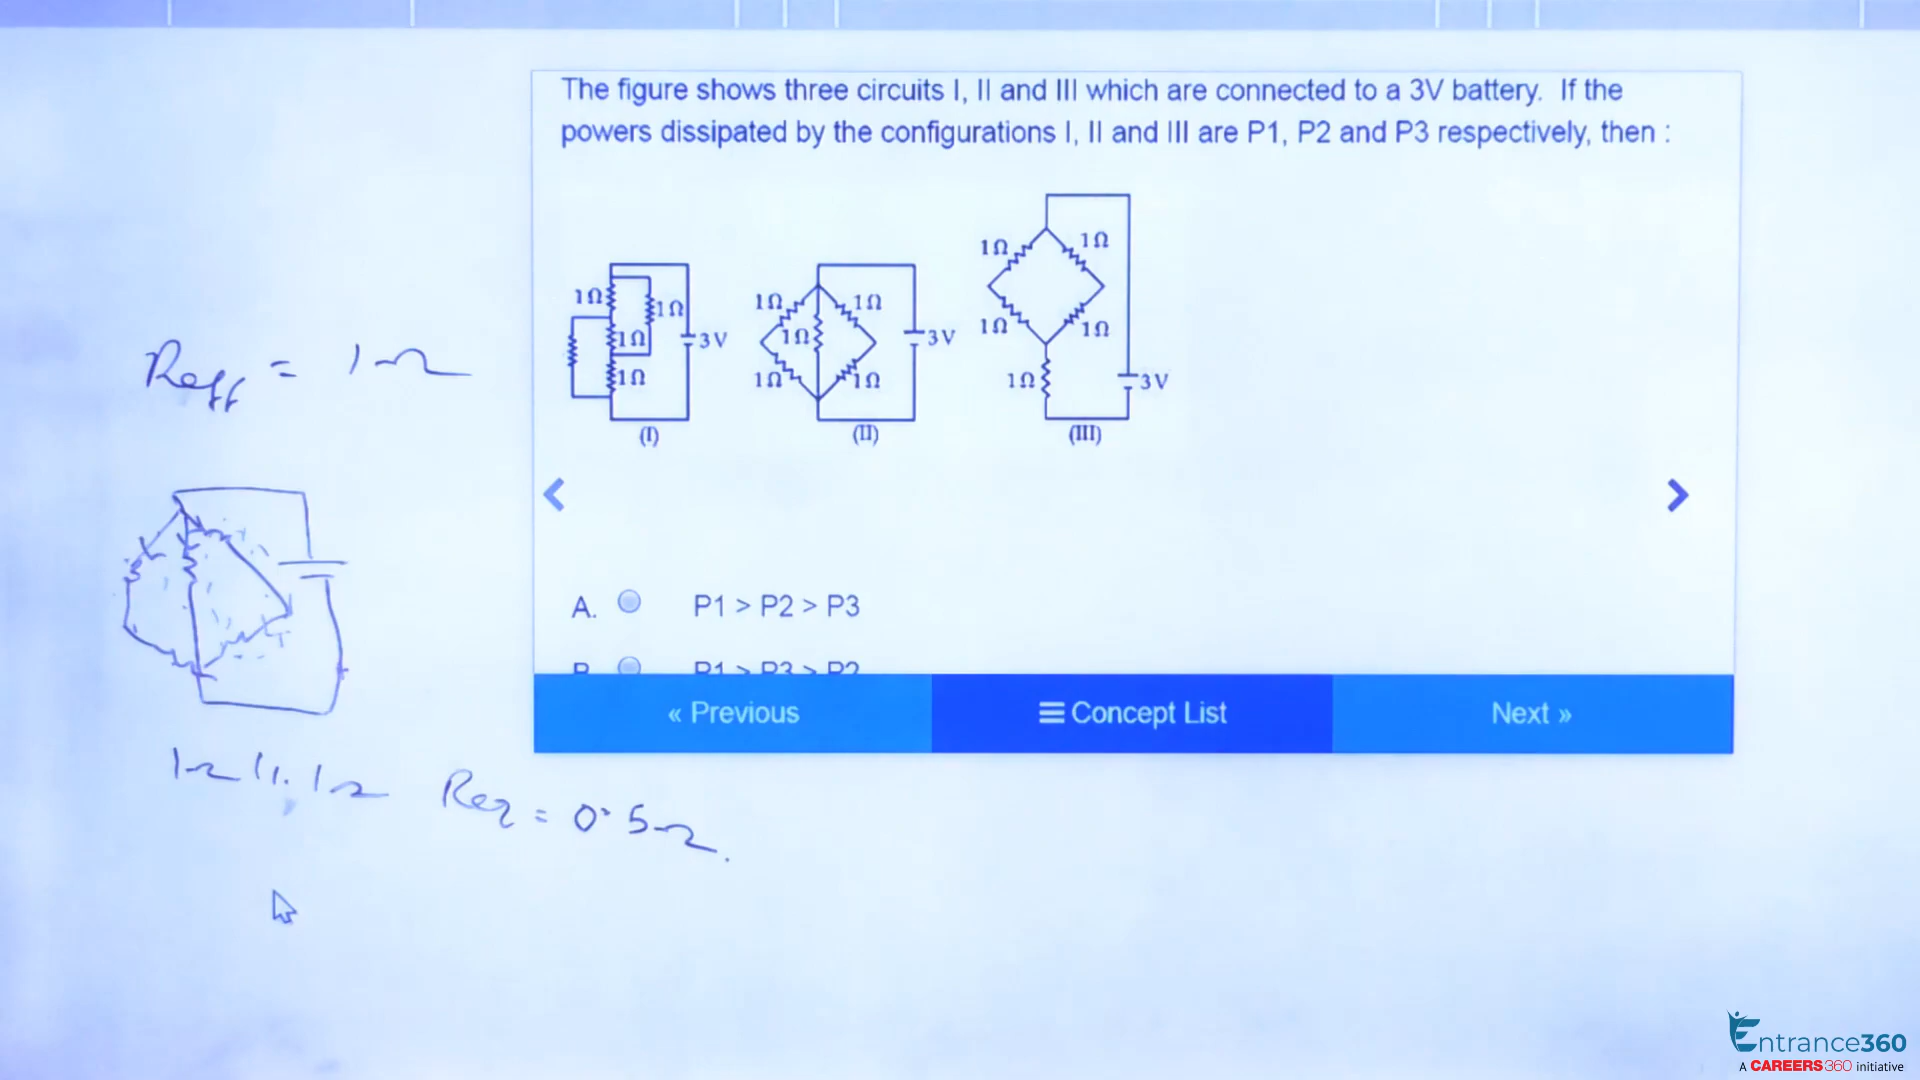 The figure shows three circuits I, II and III which are connected to a 3V battery. If the
powers dissipated by the configurations I, II and III are P1, P2 and P3 respectively, then :
1Ω
1Ω
1Ω
1Ω
3V
(I)
1Ω
1Ω
1Ω
1Ω
1Ω
3V
(II)
1Ω
1Ω
1Ω
1Ω
1Ω
3V
(III)
Reff = 1Ω
A. P1 > P2 > P3
B. P1 > P3 > P2
« Previous
Concept List
Next »
1Ω || 1Ω Req = 0.5Ω.
Entrance360
A CAREERS360 initiative